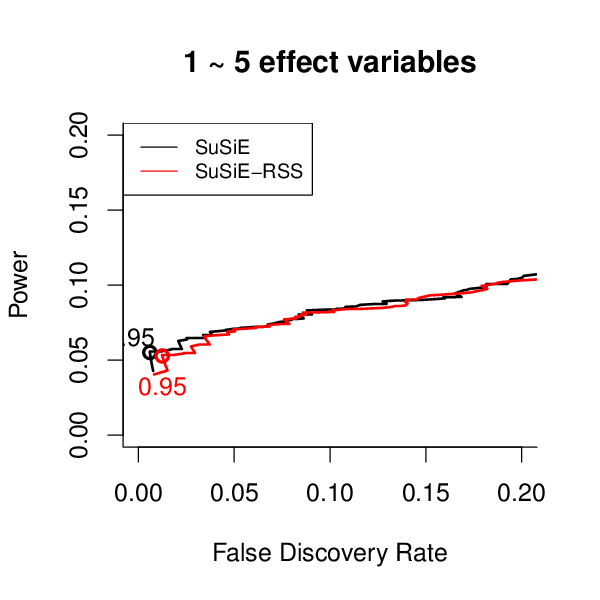 1 ~ 5 effect variables
SuSiE
SuSiE−RSS
Power
0.20
0.15
0.10
0.05
0.00
.95
0.95
0.00 0.05 0.10 0.15 0.20
False Discovery Rate